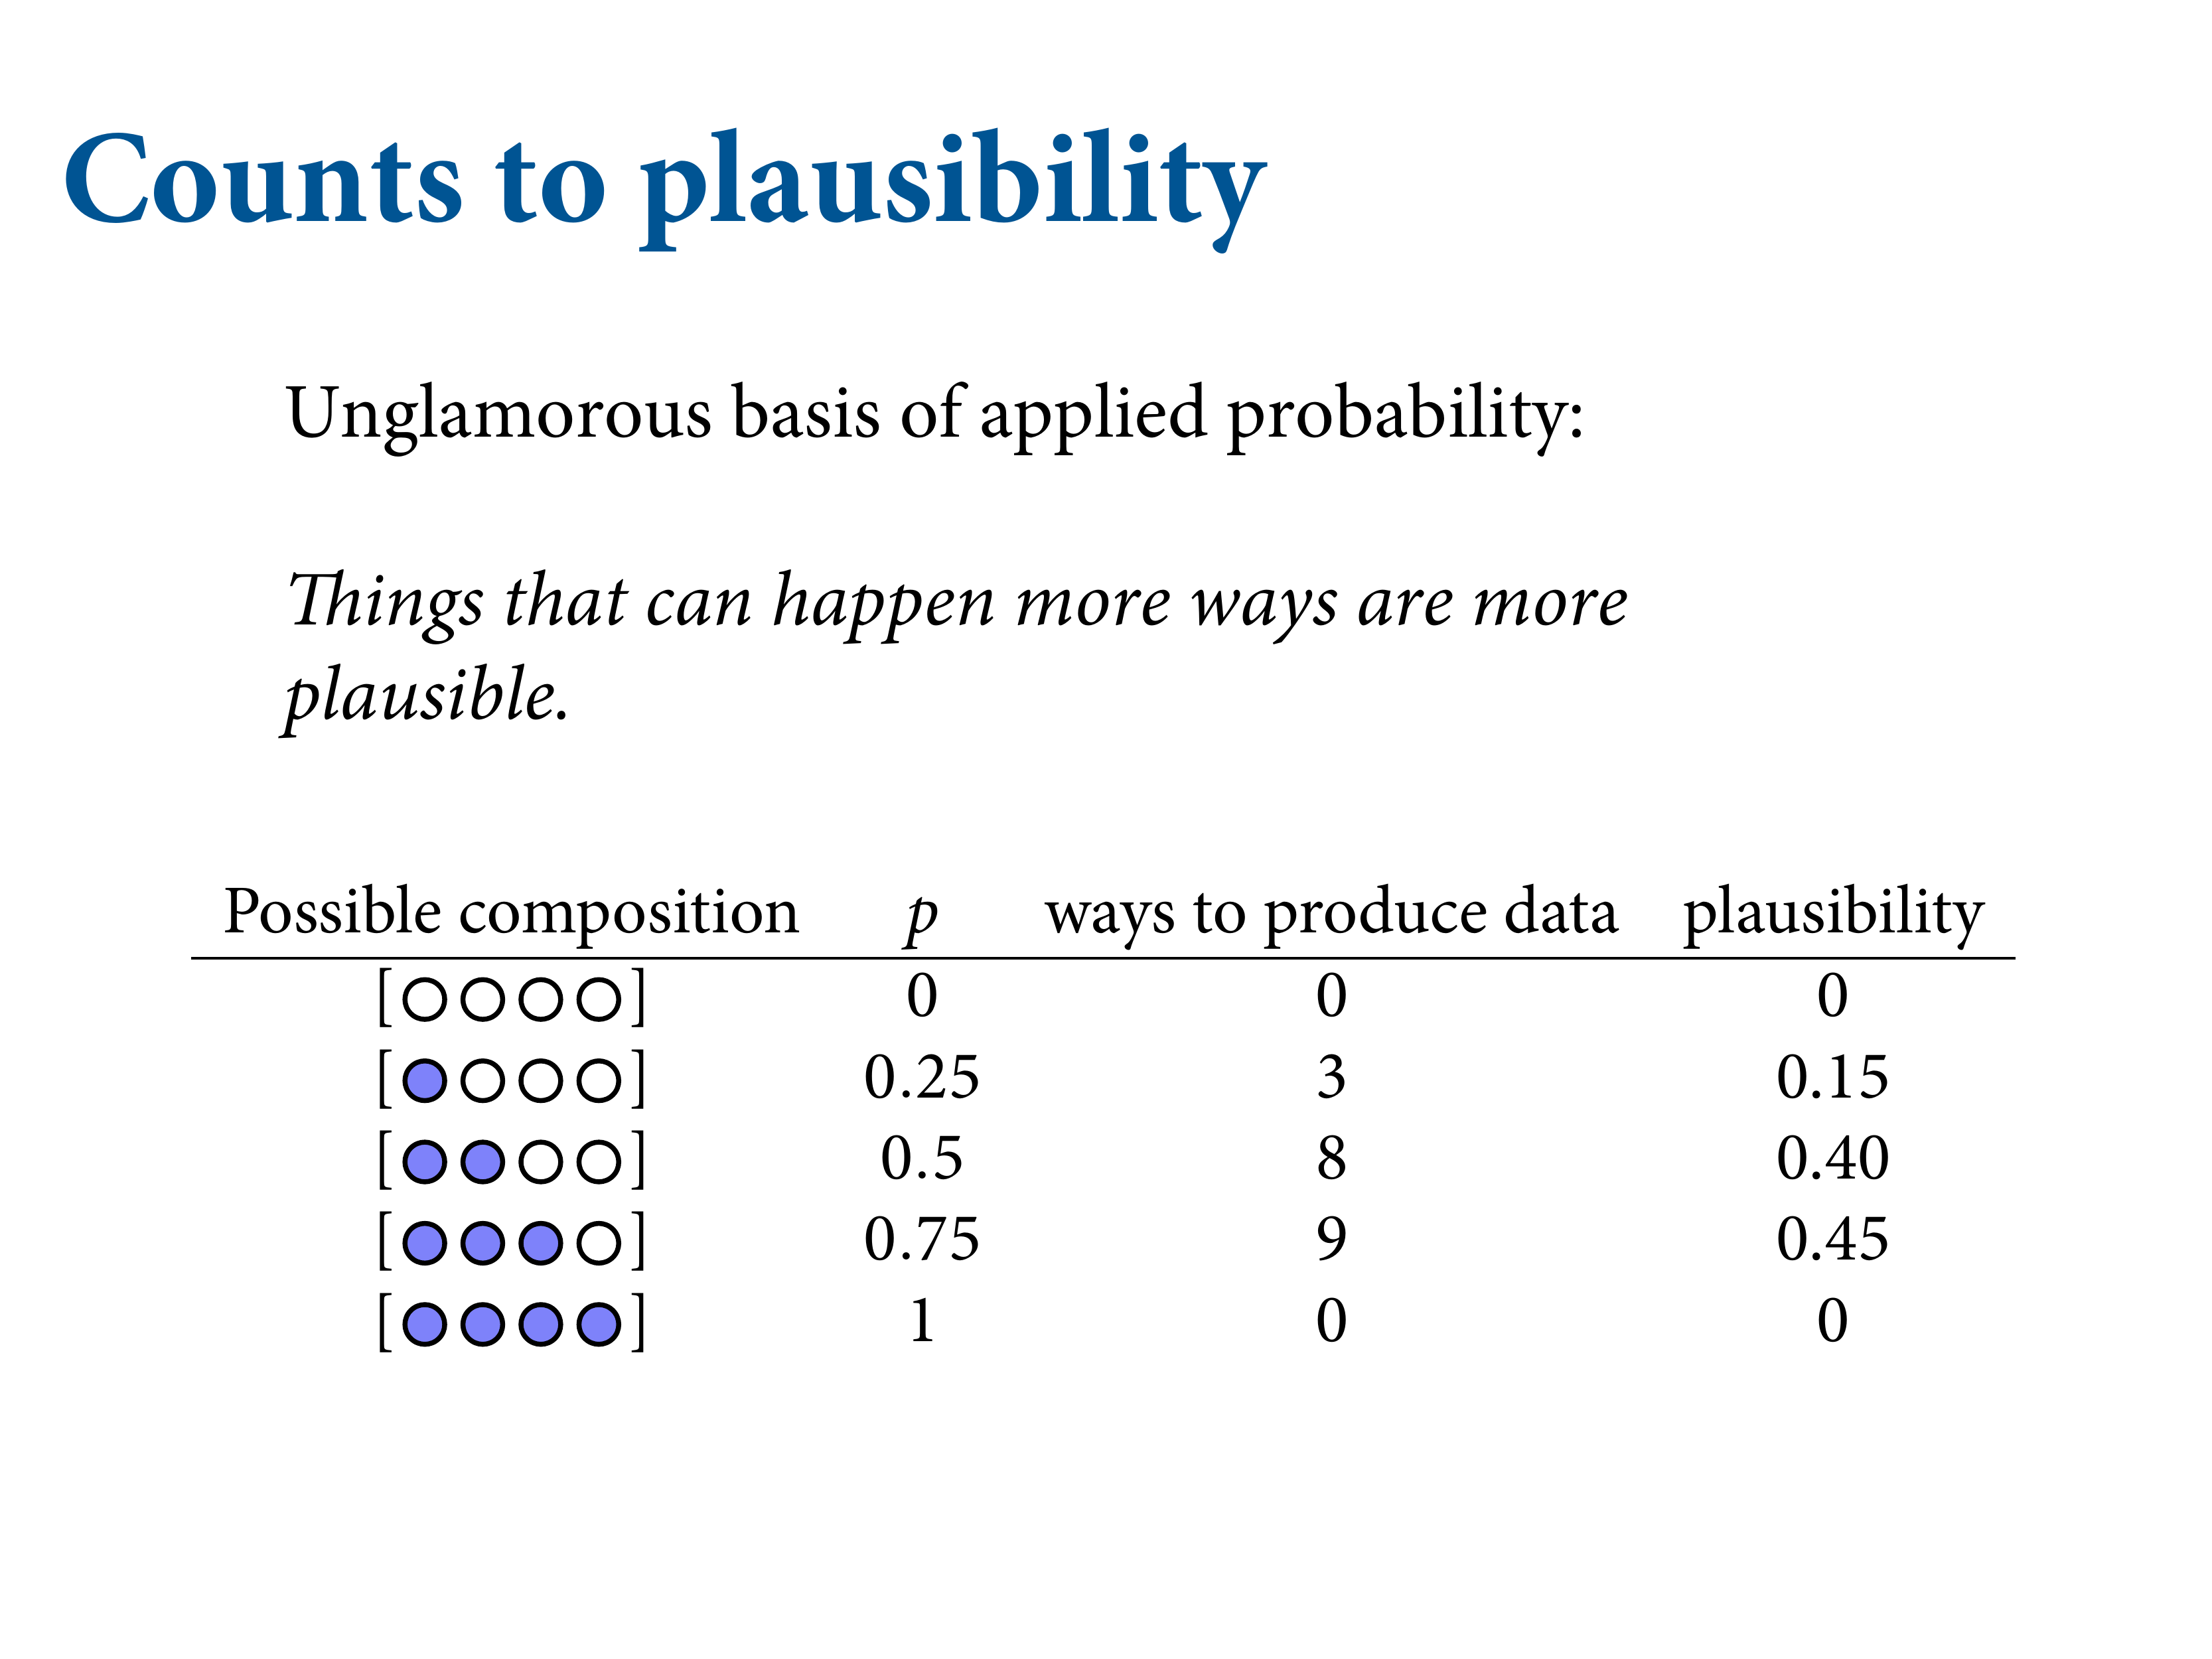 Counts to plausibility
Unglamorous basis of applied probability:
Things that can happen more ways are more
plausible.
Possible composition p ways to produce data plausibility
[○○○○] 0 0 0
[●○○○] 0.25 3 0.15
[●●○○] 0.5 8 0.40
[●●●○] 0.75 9 0.45
[●●●●] 1 0 0